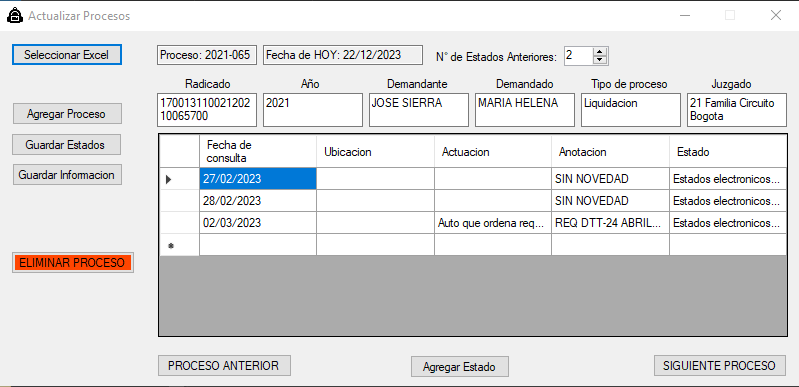 Actualizar Procesos
Seleccionar Excel
Proceso: 2021-065
Fecha de HOY: 22/12/2023
N° de Estados Anteriores:
2
Radicado
Año
Demandante
Demandado
Tipo de proceso
Juzgado
170013110021202
10065700
2021
JOSE SIERRA
MARIA HELENA
Liquidacion
21 Familia Circuito
Bogota
Agregar Proceso
Guardar Estados
Guardar Informacion
ELIMINAR PROCESO
Fecha de
consulta
Ubicacion
Actuacion
Anotacion
Estado
27/02/2023
SIN NOVEDAD
Estados electronicos...
28/02/2023
SIN NOVEDAD
Estados electronicos...
02/03/2023
Auto que ordena req...
REQ DTT-24 ABRIL...
Estados electronicos...
PROCESO ANTERIOR
Agregar Estado
SIGUIENTE PROCESO